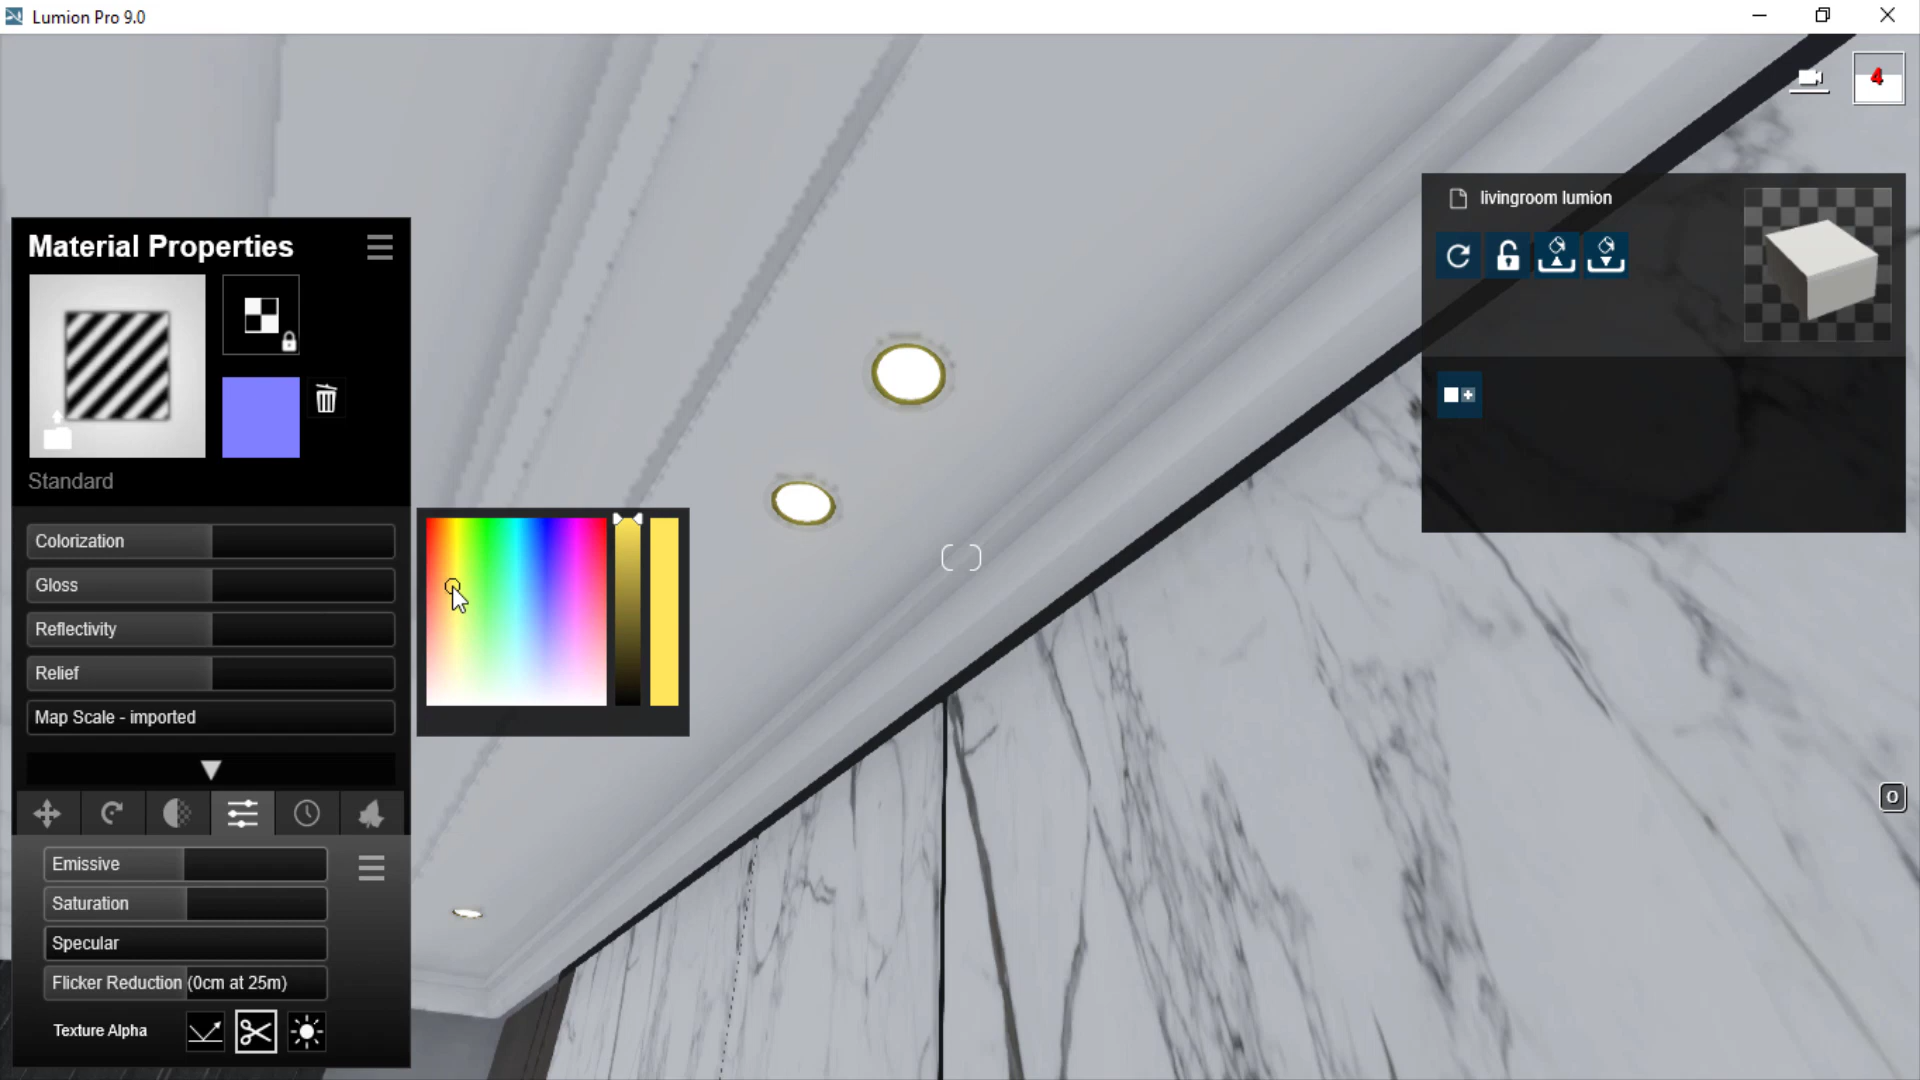 Lumion Pro 9.0
4
livingroom lumion
Material Properties
Standard
Colorization
Gloss
Reflectivity
Relief
Map Scale - imported
Emissive
Saturation
Specular
Flicker Reduction (0cm at 25m)
Texture Alpha
O